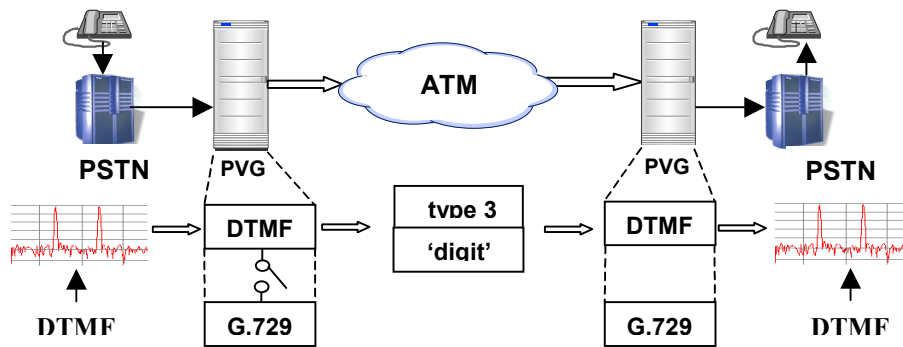 ATM
PSTN
PVG
PVG
PSTN
DTMF
type 3
'digit'
DTMF
DTMF
G.729
G.729
DTMF